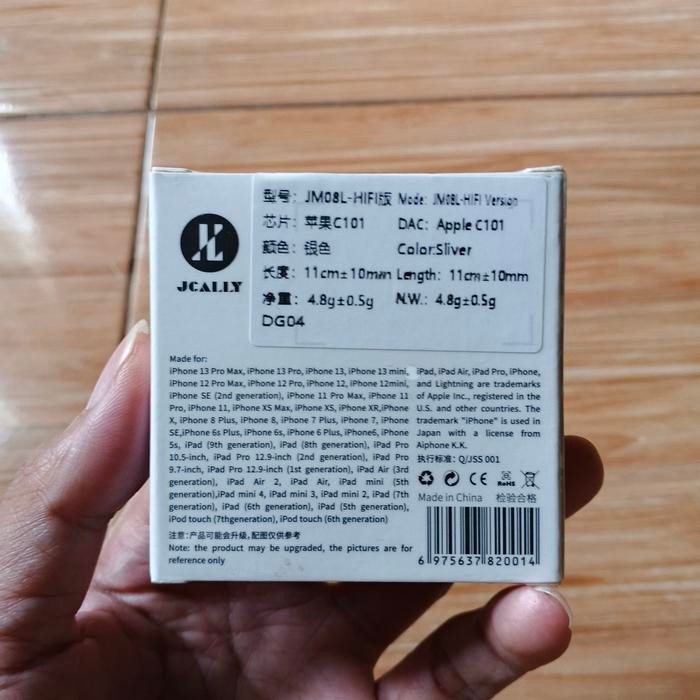 型号：JM08L-HIFI版 Mode: JM08L-HIFI Version
芯片：苹果C101 DAC: Apple C101
颜色：银色 Color:Sliver
长度：11cm±10mm Length: 11cm±10mm
净重：4.8g±0.5g N.W.: 4.8g±0.5g
DG04
JCALLY
Made for:
iPhone 13 Pro Max, iPhone 13 Pro, iPhone 13, iPhone 13 mini,
iPhone 12 Pro Max, iPhone 12 Pro, iPhone 12, iPhone 12mini,
iPhone SE (2nd generation), iPhone 11 Pro Max, iPhone 11
Pro, iPhone 11, iPhone XS Max, iPhone XS, iPhone XR,iPhone
X, iPhone 8 Plus, iPhone 8, iPhone 7 Plus, iPhone 7, iPhone
SE,iPhone 6s Plus, iPhone 6s, iPhone 6 Plus, iPhone6, iPhone
5s, iPad (9th generation), iPad (8th generation), iPad Pro
10.5-inch, iPad Pro 12.9-inch (2nd generation), iPad Pro
9.7-inch, iPad Pro 12.9-inch (1st generation), iPad Air (3rd
generation), iPad Air 2, iPad Air, iPad mini (5th
generation),iPad mini 4, iPad mini 3, iPad mini 2, iPad (7th
generation), iPad (6th generation), iPad (5th generation),
iPod touch (7thgeneration), iPod touch (6th generation)
注意：产品可能会升级，配图仅供参考
Note: the product may be upgraded, the pictures are for
reference only
iPad, iPad Air, iPad Pro, iPhone,
and Lightning are trademarks
of Apple Inc., registered in the
U.S. and other countries. The
trademark "iPhone" is used in
Japan with a license from
Aiphone K.K.
执行标准：Q/JSS 001
CE RoHS
Made in China 检验合格
6 975637 820014